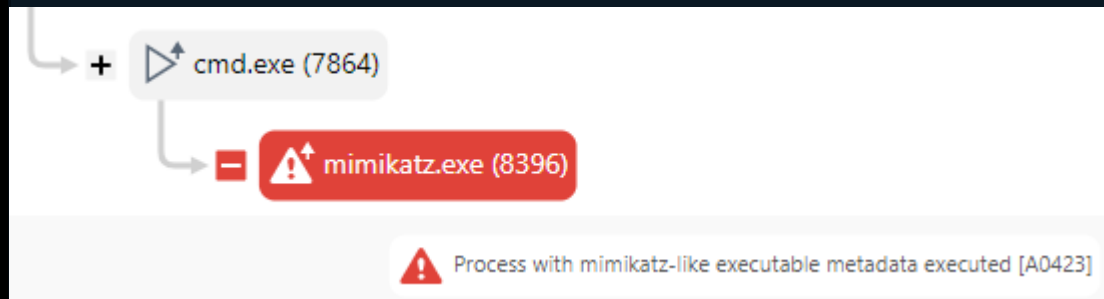 cmd.exe (7864)
mimikatz.exe (8396)
Process with mimikatz-like executable metadata executed [A0423]